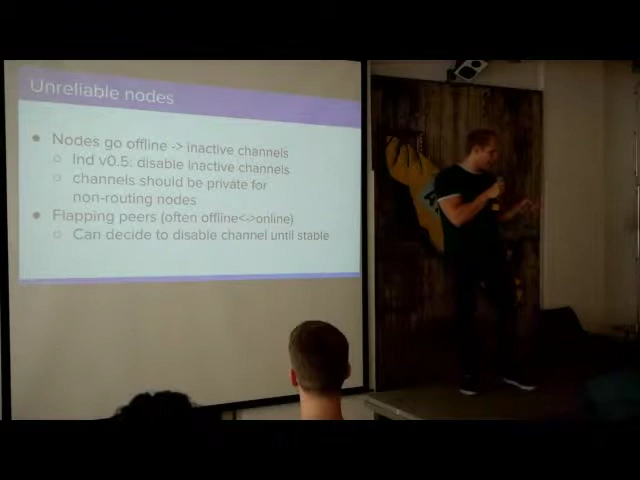 Unreliable nodes
● Nodes go offline -> inactive channels
○ lnd v0.5: disable inactive channels
○ channels should be private for
non-routing nodes
● Flapping peers (often offline<->online)
○ Can decide to disable channel until stable